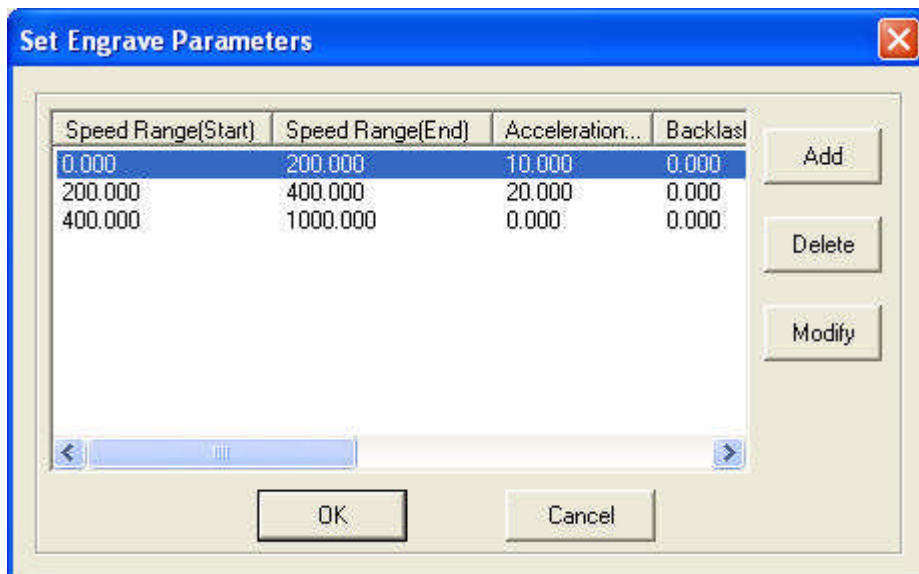 Set Engrave Parameters
Speed Range(Start) Speed Range(End) Acceleration... Backlasl
0.000 200.000 10.000 0.000
200.000 400.000 20.000 0.000
400.000 1000.000 0.000 0.000
Add
Delete
Modify
OK Cancel